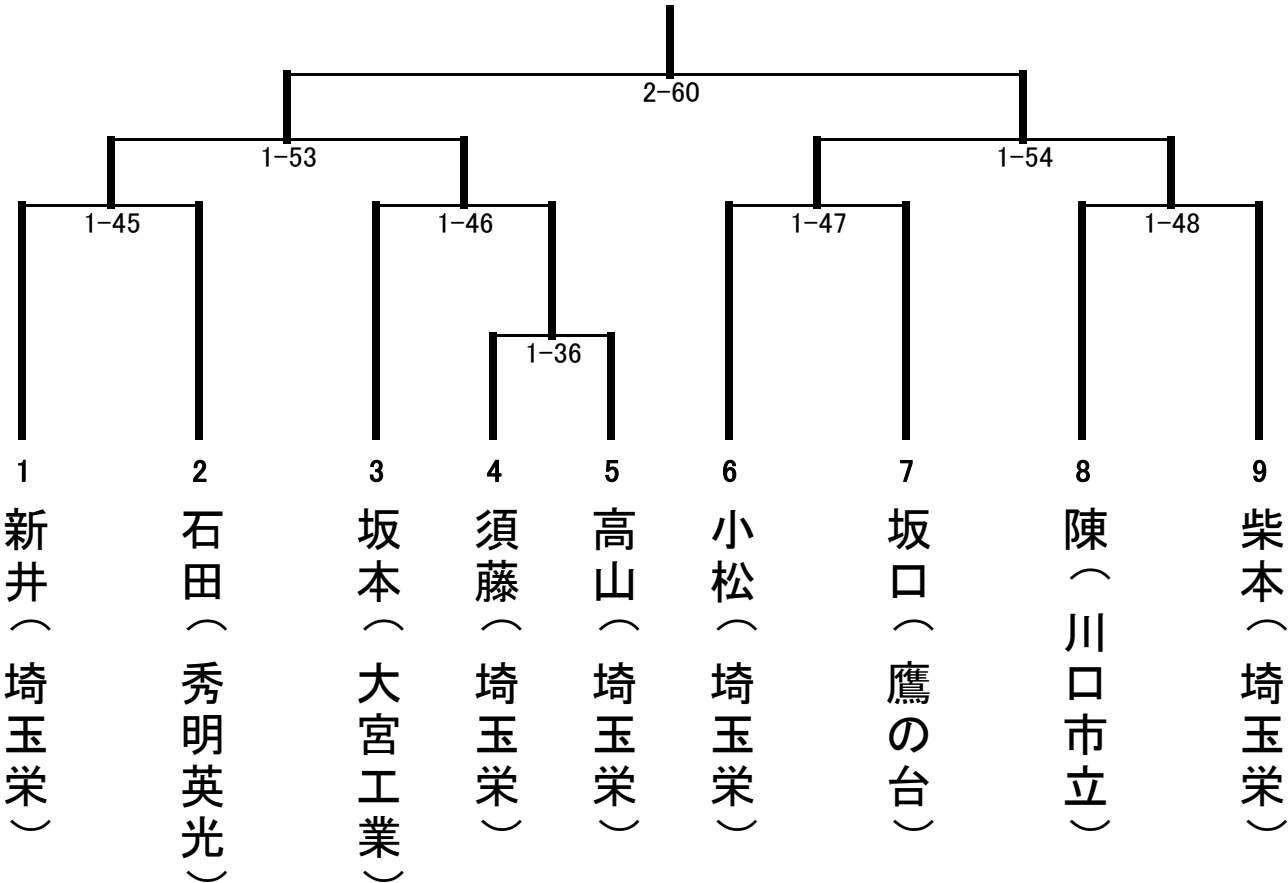 2-60
1-53
1-54
1-45
1-46
1-47
1-48
1-36
1
2
3
4
5
6
7
8
9
新井（埼玉栄）
石田（秀明英光）
坂本（大宮工業）
須藤（埼玉栄）
高山（埼玉栄）
小松（埼玉栄）
坂口（鷹の台）
陳（川口市立）
柴本（埼玉栄）